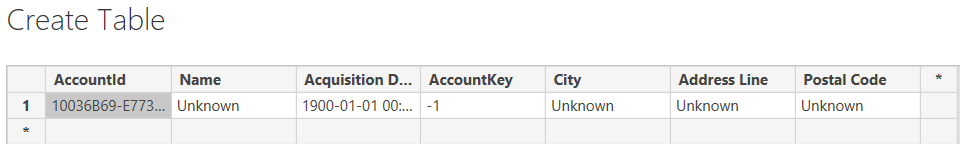 Create Table
AccountId Name Acquisition D... AccountKey City Address Line Postal Code *
1 10036B69-E773... Unknown 1900-01-01 00:... -1 Unknown Unknown Unknown
*